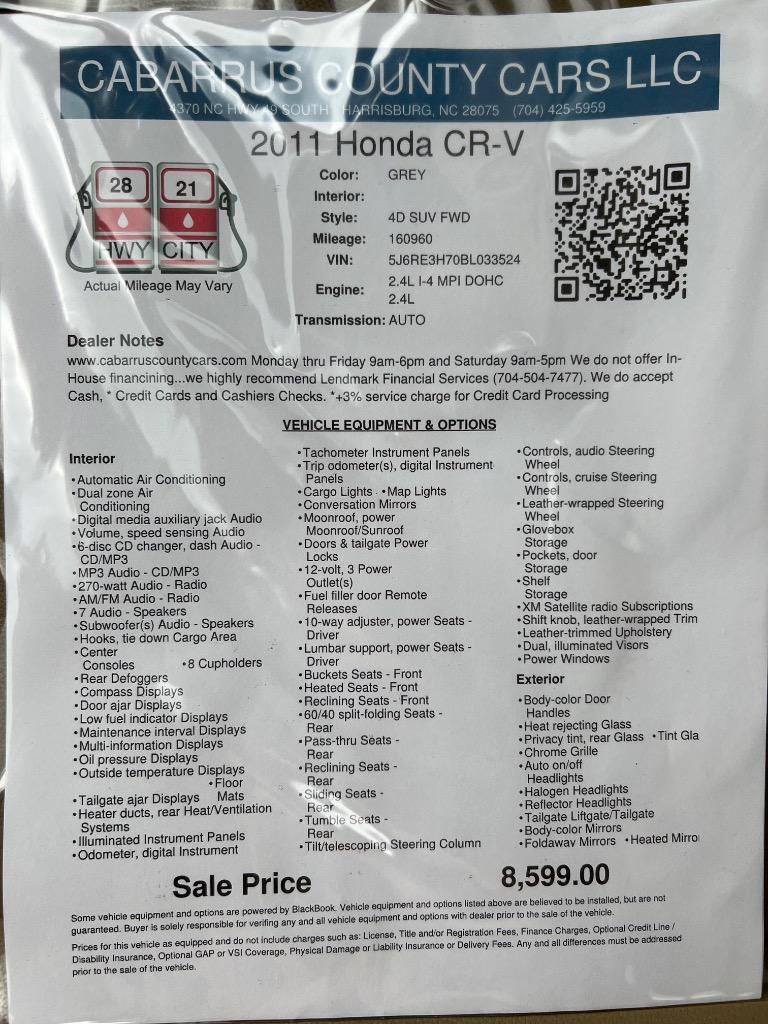 CABARRUS COUNTY CARS LLC
4370 NC HWY 49 SOUTH HARRISBURG, NC 28075 (704) 425-5959
2011 Honda CR-V
28 21
HWY CITY
Actual Mileage May Vary
Color: GREY
Interior:
Style: 4D SUV FWD
Mileage: 160960
VIN: 5J6RE3H70BL033524
Engine: 2.4L I-4 MPI DOHC
2.4L
Transmission: AUTO
Dealer Notes
www.cabarruscountycars.com Monday thru Friday 9am-6pm and Saturday 9am-5pm We do not offer In-
House financining...we highly recommend Lendmark Financial Services (704-504-7477). We do accept
Cash, * Credit Cards and Cashiers Checks. *+3% service charge for Credit Card Processing
VEHICLE EQUIPMENT & OPTIONS
Interior
•Automatic Air Conditioning
•Dual zone Air
Conditioning
•Digital media auxiliary jack Audio
•Volume, speed sensing Audio
•6-disc CD changer, dash Audio -
CD/MP3
•MP3 Audio - CD/MP3
•270-watt Audio - Radio
•AM/FM Audio - Radio
•7 Audio - Speakers
•Subwoofer(s) Audio - Speakers
•Hooks, tie down Cargo Area
•Center
Consoles •8 Cupholders
•Rear Defoggers
•Compass Displays
•Door ajar Displays
•Low fuel indicator Displays
•Maintenance interval Displays
•Multi-information Displays
•Oil pressure Displays
•Outside temperature Displays
•Floor
•Tailgate ajar Displays Mats
•Heater ducts, rear Heat/Ventilation
Systems
•Illuminated Instrument Panels
•Odometer, digital Instrument
•Tachometer Instrument Panels
•Trip odometer(s), digital Instrument
Panels
•Cargo Lights •Map Lights
•Conversation Mirrors
•Moonroof, power
Moonroof/Sunroof
•Doors & tailgate Power
Locks
•12-volt, 3 Power
Outlet(s)
•Fuel filler door Remote
Releases
•10-way adjuster, power Seats -
Driver
•Lumbar support, power Seats -
Driver
•Buckets Seats - Front
•Heated Seats - Front
•Reclining Seats - Front
•60/40 split-folding Seats -
Rear
•Pass-thru Seats -
Rear
•Reclining Seats -
Rear
•Sliding Seats -
Rear
•Tumble Seats -
Rear
•Tilt/telescoping Steering Column
•Controls, audio Steering
Wheel
•Controls, cruise Steering
Wheel
•Leather-wrapped Steering
Wheel
•Glovebox
Storage
•Pockets, door
Storage
•Shelf
Storage
•XM Satellite radio Subscriptions
•Shift knob, leather-wrapped Trim
•Leather-trimmed Upholstery
•Dual, illuminated Visors
•Power Windows
Exterior
•Body-color Door
Handles
•Heat rejecting Glass
•Privacy tint, rear Glass •Tint Gla
•Chrome Grille
•Auto on/off
Headlights
•Halogen Headlights
•Reflector Headlights
•Tailgate Liftgate/Tailgate
•Body-color Mirrors
•Foldaway Mirrors •Heated Mirro
Sale Price 8,599.00
Some vehicle equipment and options are powered by BlackBook. Vehicle equipment and options listed above are believed to be installed, but are not
guaranteed. Buyer is solely responsible for verifing any and all vehicle equipment and options with dealer prior to the sale of the vehicle.
Prices for this vehicle as equipped and do not include charges such as: License, Title and/or Registration Fees, Finance Charges, Optional Credit Line /
Disability Insurance, Optional GAP or VSI Coverage, Physical Damage or Liability Insurance or Delivery Fees. Any and all differences must be addressed
prior to the sale of the vehicle.